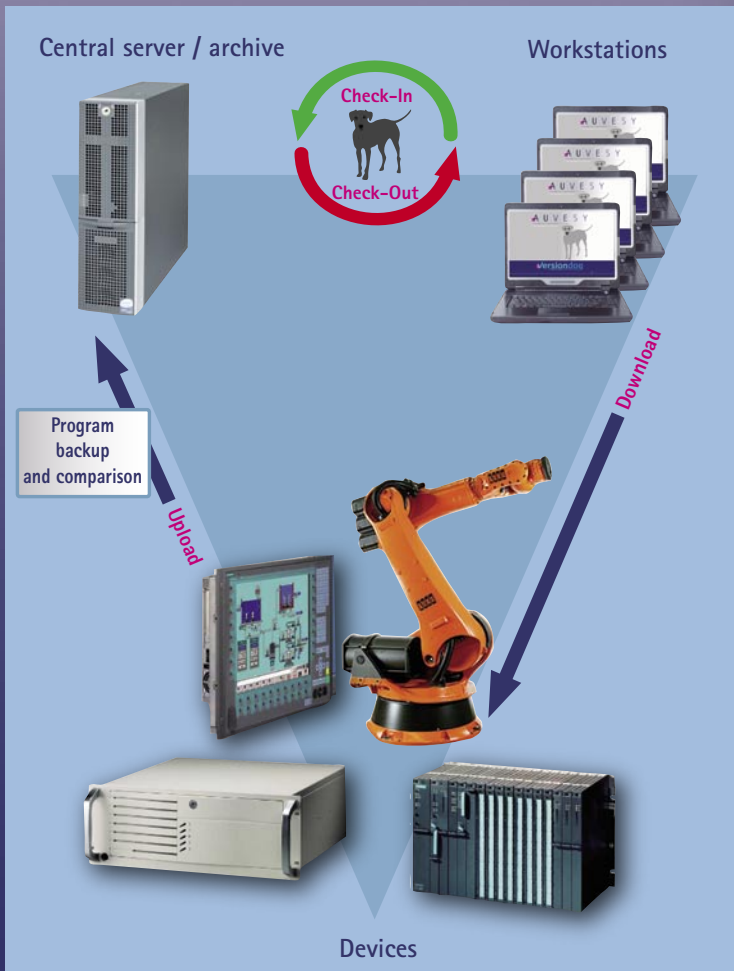 Central server / archive
Workstations
Check-In
Check-Out
AUVESY
AUVESY
AUVESY
AUVESY
versiondog
Download
Program
backup
and comparison
Upload
Devices